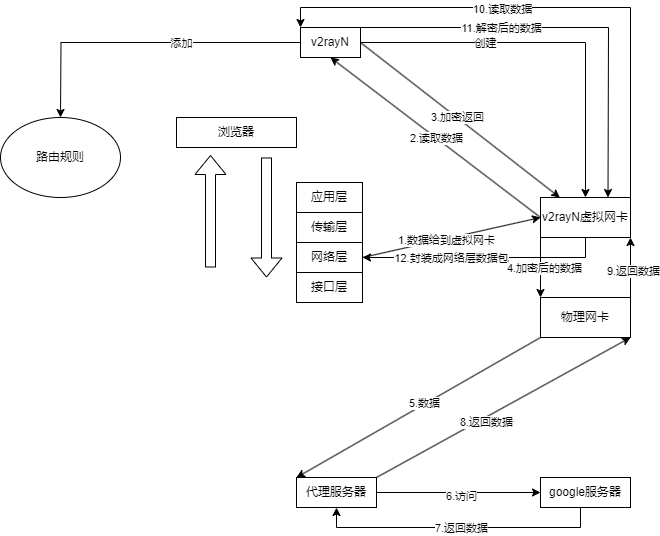 10.读取数据
11.解密后的数据
v2rayN
添加
创建
3.加密返回
2.读取数据
浏览器
路由规则
应用层
传输层
网络层
接口层
v2rayN虚拟网卡
1.数据给到虚拟网卡
12.封装成网络层数据包
4.加密后的数据
9.返回数据
物理网卡
5.数据
8.返回数据
代理服务器
6.访问
google服务器
7.返回数据